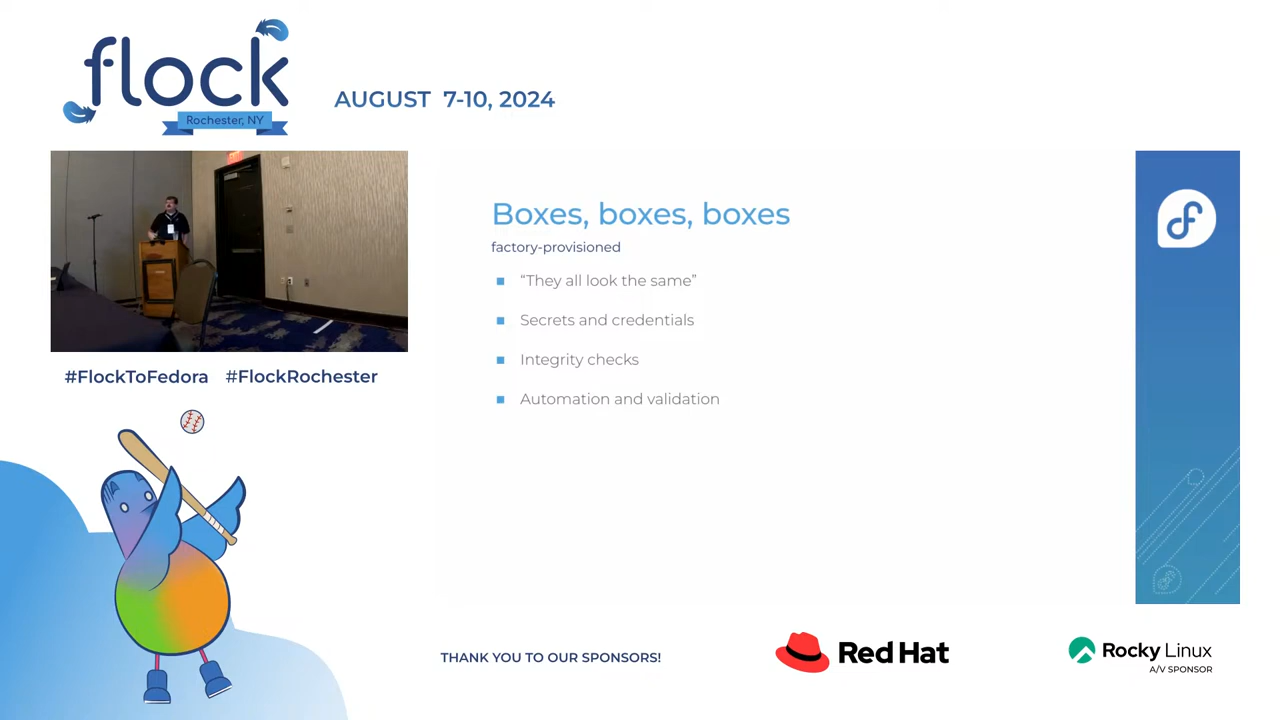 flock
Rochester, NY
AUGUST 7-10, 2024
Boxes, boxes, boxes
factory-provisioned
“They all look the same”
Secrets and credentials
Integrity checks
Automation and validation
#FlockToFedora #FlockRochester
THANK YOU TO OUR SPONSORS!
Red Hat
Rocky Linux
A/V SPONSOR